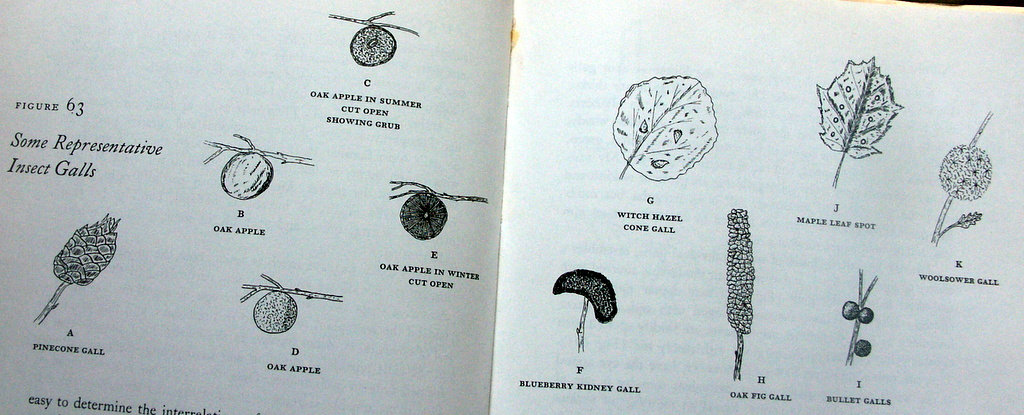 FIGURE 63
Some Representative
Insect Galls
C
OAK APPLE IN SUMMER
CUT OPEN
SHOWING GRUB
B
OAK APPLE
E
OAK APPLE IN WINTER
CUT OPEN
A
PINECONE GALL
D
OAK APPLE
easy to determine the
G
WITCH HAZEL
CONE GALL
J
MAPLE LEAF SPOT
K
WOOLSOWER GALL
F
BLUEBERRY KIDNEY GALL
H
OAK FIG GALL
I
BULLET GALLS